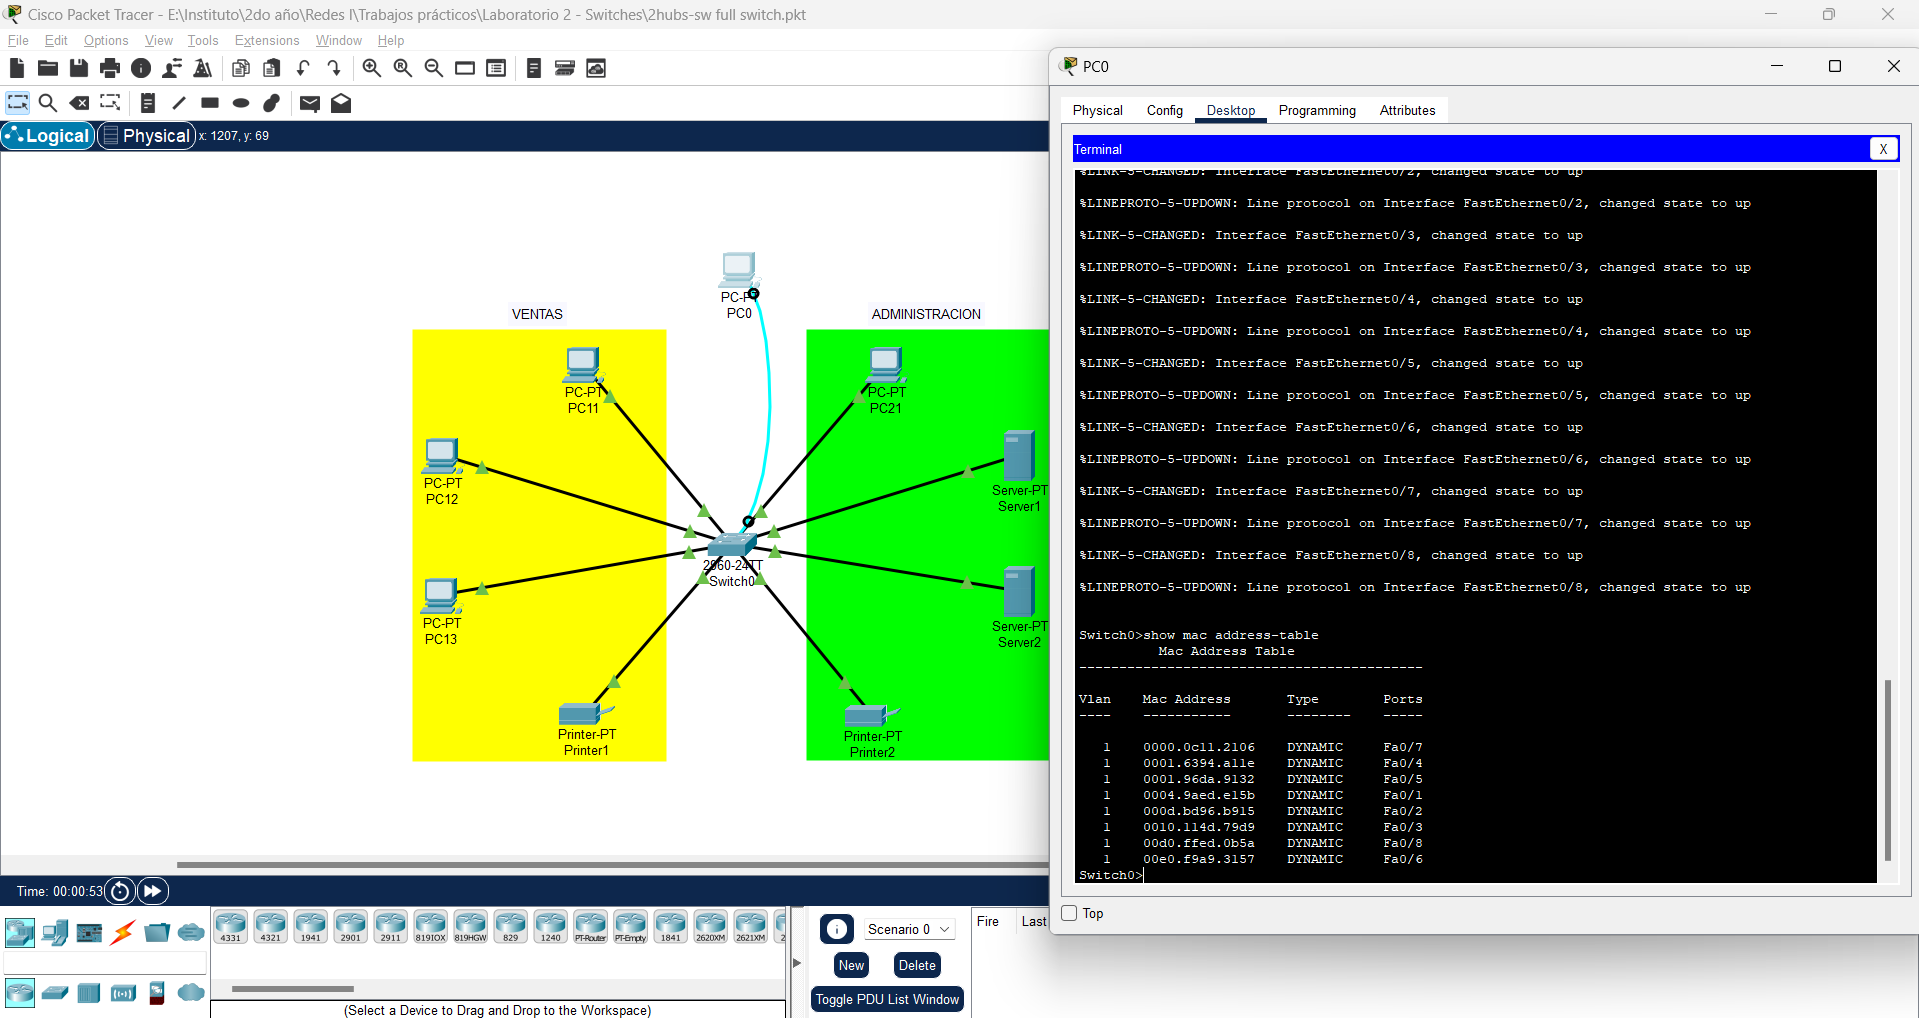 Cisco Packet Tracer - E:\Instituto\2do año\Redes I\Trabajos prácticos\Laboratorio 2 - Switches\2hubs-sw full switch.pkt
File Edit Options View Tools Extensions Window Help
Logical Physical x: 1207, y: 69
PC-PT
PC0
VENTAS
ADMINISTRACION
PC-PT
PC11
PC-PT
PC21
PC-PT
PC12
Server-PT
Server1
2960-24TT
Switch0
PC-PT
PC13
Server-PT
Server2
Printer-PT
Printer1
Printer-PT
Printer2
Time: 00:00:53
4331 4321 1941 2901 2911 819IOX 819HGW 829 1240 PT-Router PT-Empty 1841 2620XM 2621XM 2
(Select a Device to Drag and Drop to the Workspace)
Scenario 0
New Delete
Toggle PDU List Window
Fire Last
PC0
Physical Config Desktop Programming Attributes
Terminal X
%LINK-5-CHANGED: Interface FastEthernet0/2, changed state to up
%LINEPROTO-5-UPDOWN: Line protocol on Interface FastEthernet0/2, changed state to up
%LINK-5-CHANGED: Interface FastEthernet0/3, changed state to up
%LINEPROTO-5-UPDOWN: Line protocol on Interface FastEthernet0/3, changed state to up
%LINK-5-CHANGED: Interface FastEthernet0/4, changed state to up
%LINEPROTO-5-UPDOWN: Line protocol on Interface FastEthernet0/4, changed state to up
%LINK-5-CHANGED: Interface FastEthernet0/5, changed state to up
%LINEPROTO-5-UPDOWN: Line protocol on Interface FastEthernet0/5, changed state to up
%LINK-5-CHANGED: Interface FastEthernet0/6, changed state to up
%LINEPROTO-5-UPDOWN: Line protocol on Interface FastEthernet0/6, changed state to up
%LINK-5-CHANGED: Interface FastEthernet0/7, changed state to up
%LINEPROTO-5-UPDOWN: Line protocol on Interface FastEthernet0/7, changed state to up
%LINK-5-CHANGED: Interface FastEthernet0/8, changed state to up
%LINEPROTO-5-UPDOWN: Line protocol on Interface FastEthernet0/8, changed state to up
Switch0>show mac address-table
Mac Address Table
-------------------------------------------
Vlan Mac Address Type Ports
---- ----------- -------- -----
1 0000.0c11.2106 DYNAMIC Fa0/7
1 0001.6394.a11e DYNAMIC Fa0/4
1 0001.96da.9132 DYNAMIC Fa0/5
1 0004.9aed.e15b DYNAMIC Fa0/1
1 000d.bd96.b915 DYNAMIC Fa0/2
1 0010.114d.79d9 DYNAMIC Fa0/3
1 00d0.ffed.0b5a DYNAMIC Fa0/8
1 00e0.f9a9.3157 DYNAMIC Fa0/6
Switch0>
Top